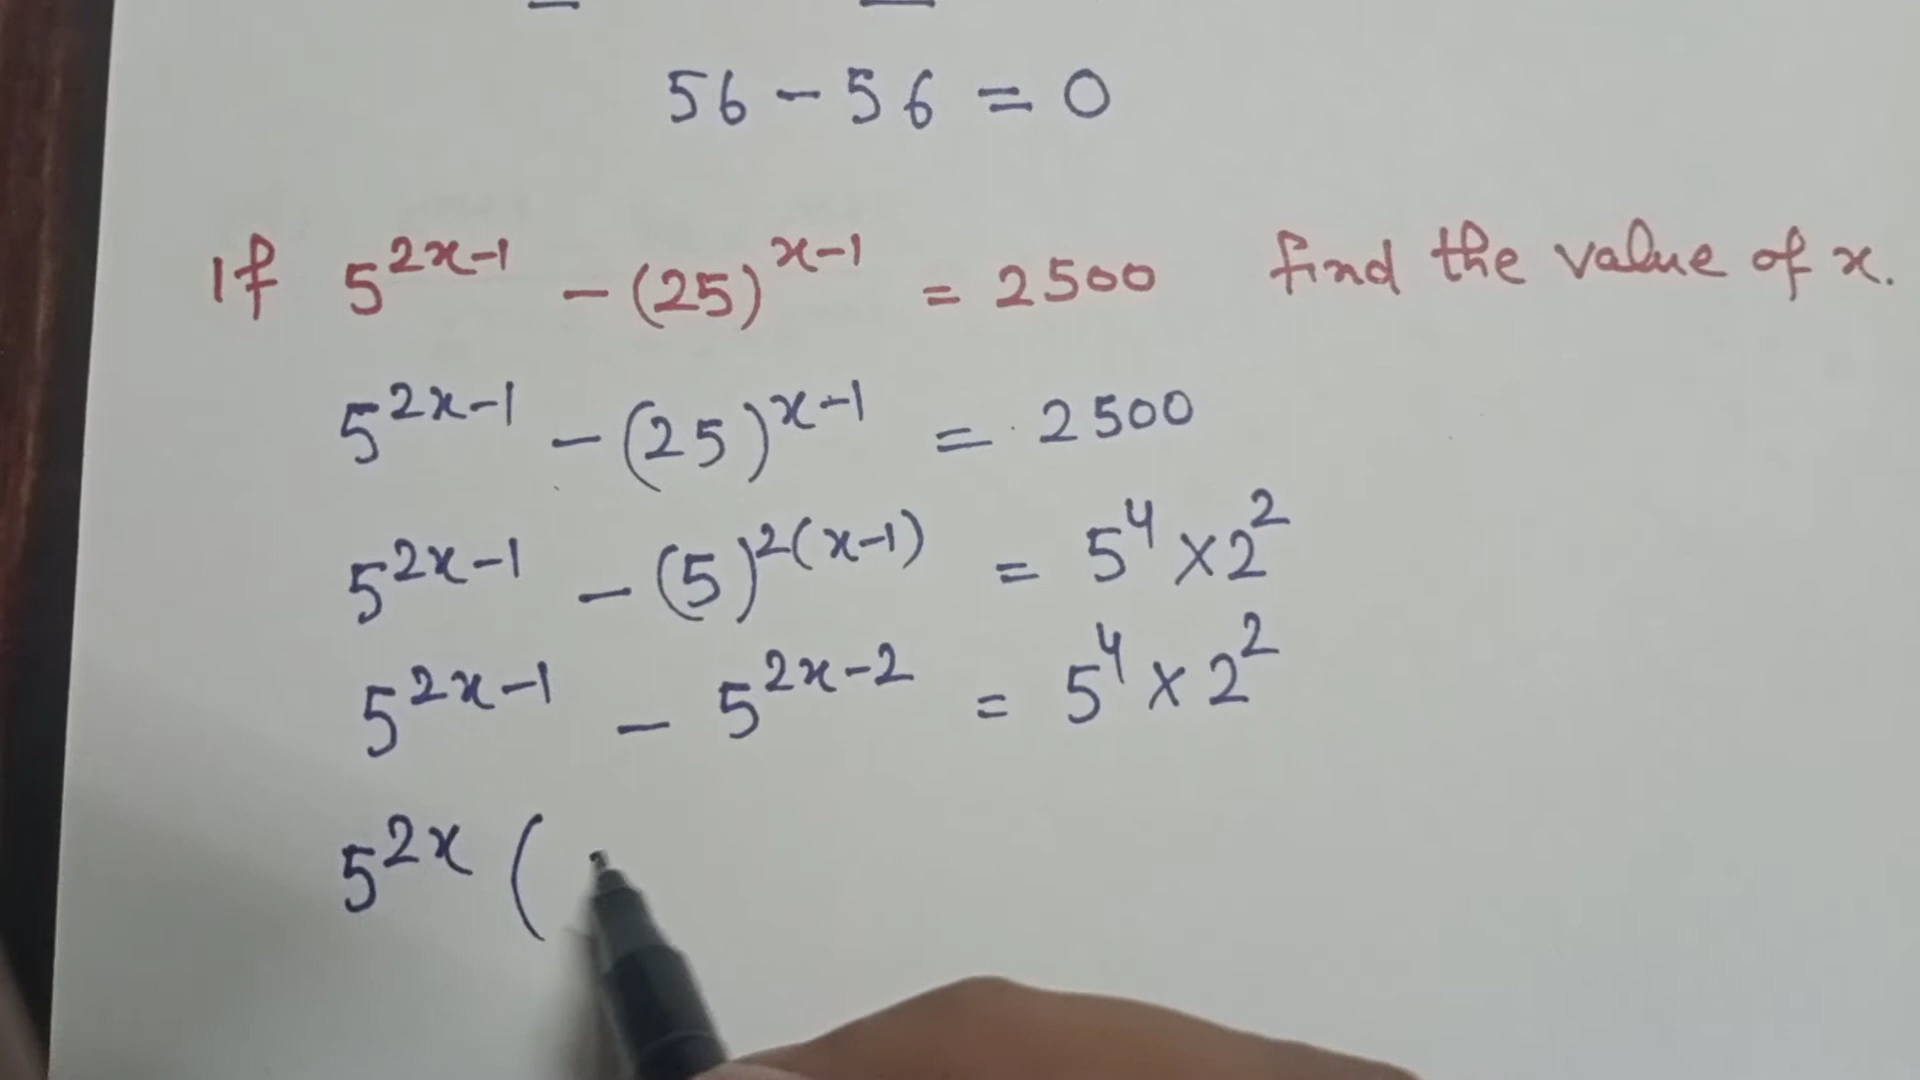 56 - 56 = 0
If 5^{2x-1} - (25)^{x-1} = 2500 find the value of x.
5^{2x-1} - (25)^{x-1} = 2500
5^{2x-1} - (5)^{2(x-1)} = 5^4 × 2^2
5^{2x-1} - 5^{2x-2} = 5^4 × 2^2
5^{2x} (